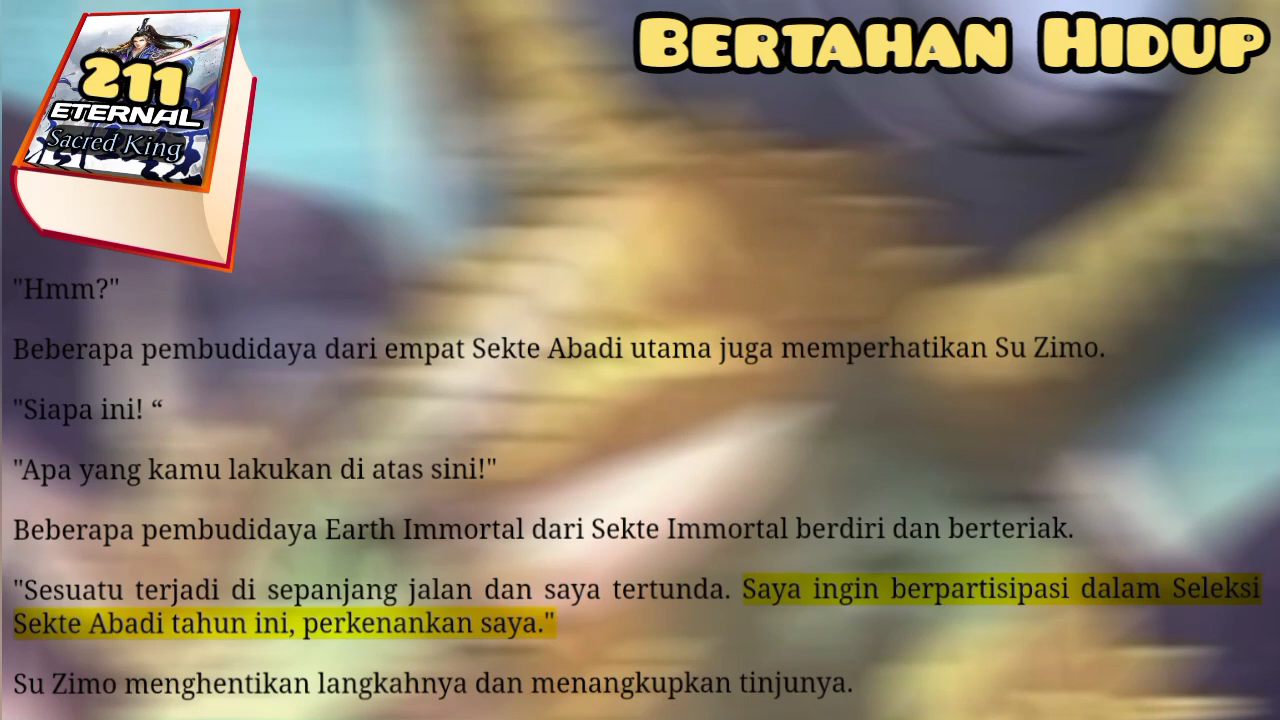 BERTAHAN HIDUP
211
ETERNAL
Sacred King
"Hmm?"
Beberapa pembudidaya dari empat Sekte Abadi utama juga memperhatikan Su Zimo.
"Siapa ini! “
"Apa yang kamu lakukan di atas sini!"
Beberapa pembudidaya Earth Immortal dari Sekte Immortal berdiri dan berteriak.
"Sesuatu terjadi di sepanjang jalan dan saya tertunda. Saya ingin berpartisipasi dalam Seleksi
Sekte Abadi tahun ini, perkenankan saya."
Su Zimo menghentikan langkahnya dan menangkupkan tinjunya.